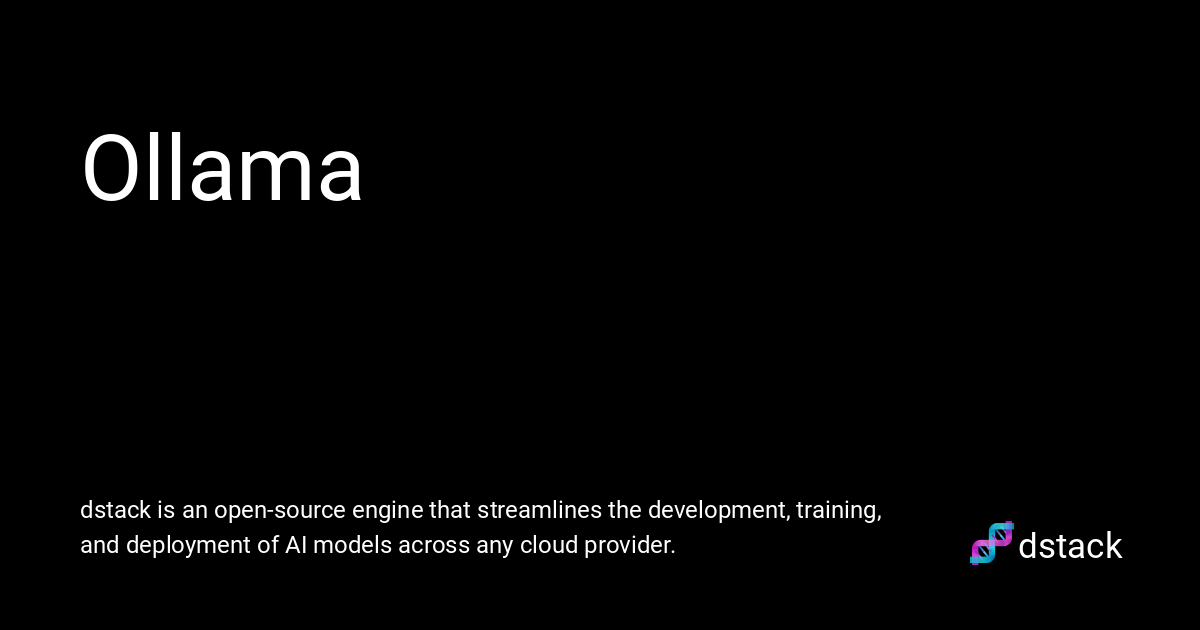 Ollama
dstack is an open-source engine that streamlines the development, training,
and deployment of AI models across any cloud provider.
dstack